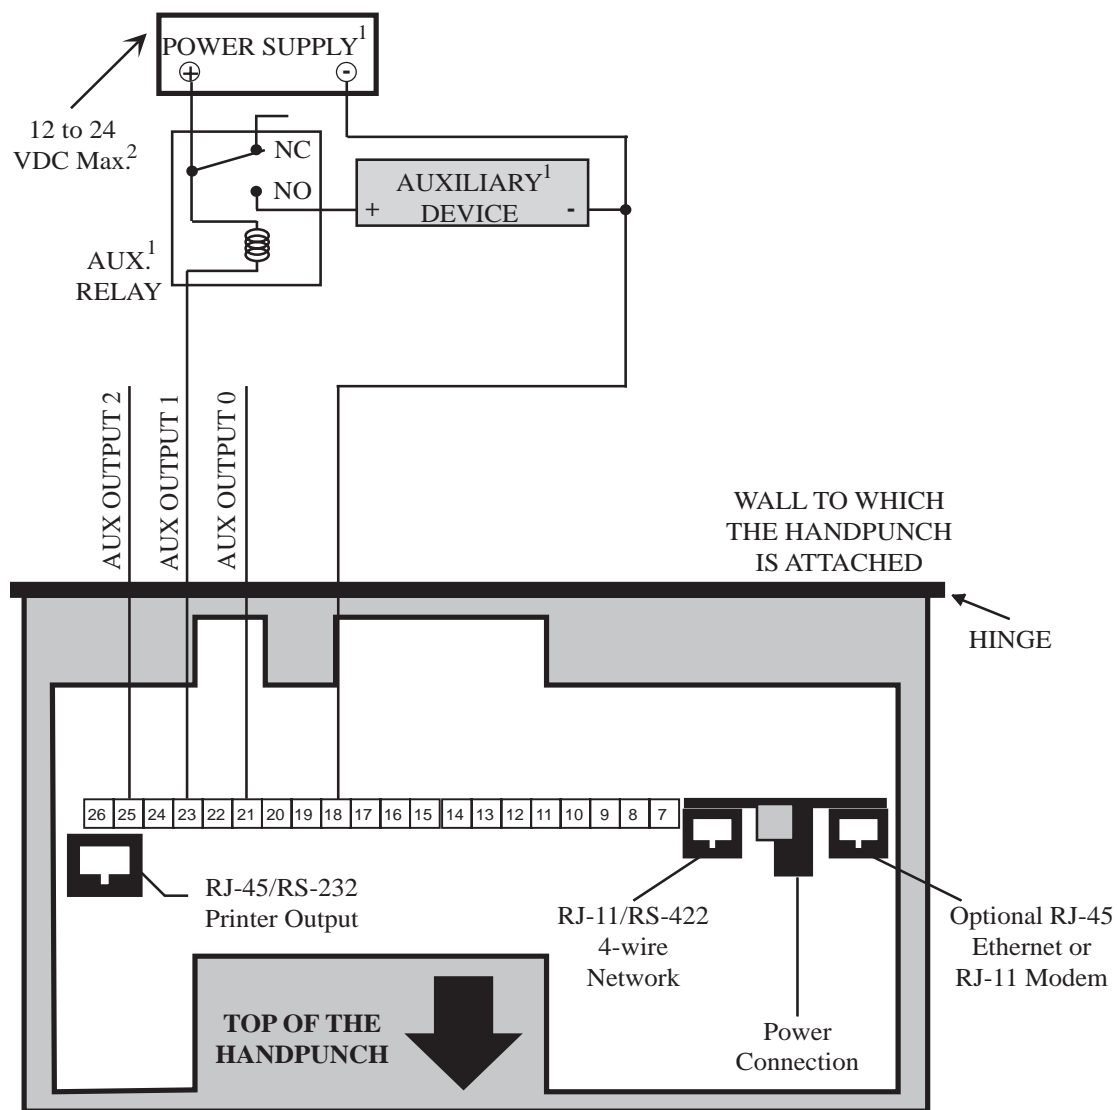 POWER SUPPLY1
+
-
12 to 24
VDC Max.2
NC
NO
AUXILIARY1
DEVICE
+
-
AUX.1
RELAY
AUX OUTPUT 2
AUX OUTPUT 1
AUX OUTPUT 0
WALL TO WHICH
THE HANDPUNCH
IS ATTACHED
HINGE
26 25 24 23 22 21 20 19 18 17 16 15 14 13 12 11 10 9 8 7
RJ-45/RS-232
Printer Output
RJ-11/RS-422
4-wire
Network
Optional RJ-45
Ethernet or
RJ-11 Modem
Power
Connection
TOP OF THE
HANDPUNCH